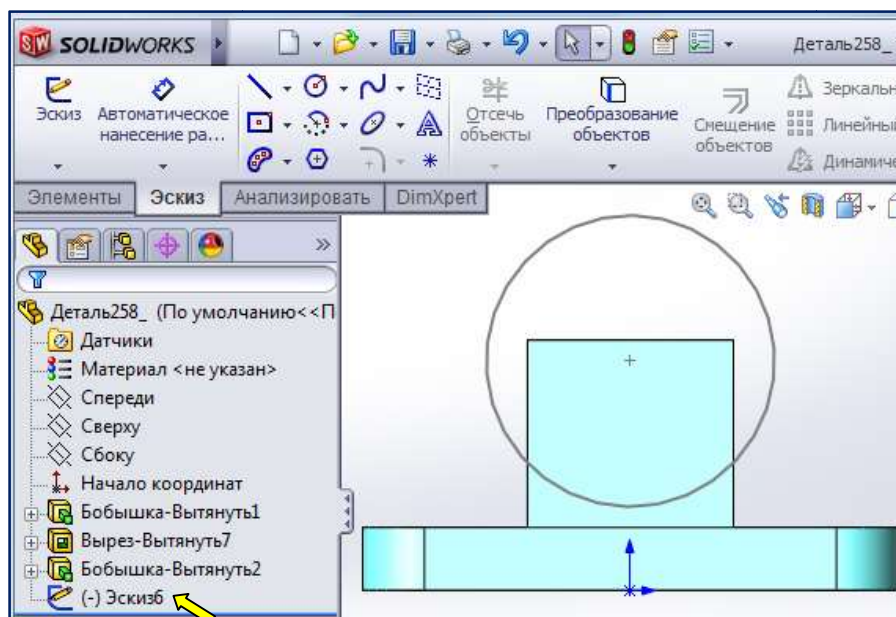 SOLIDWORKS
Деталь258_
Эскиз
Автоматическое
нанесение ра...
Отсечь
объекты
Преобразование
объектов
Смещение
объектов
Зеркальн
Линейный
Динамиче
Элементы
Эскиз
Анализировать
DimXpert
»
Деталь258_ (По умолчанию<<П
Датчики
Материал <не указан>
Спереди
Сверху
Сбоку
Начало координат
Бобышка-Вытянуть1
Вырез-Вытянуть7
Бобышка-Вытянуть2
(-) Эскиз6